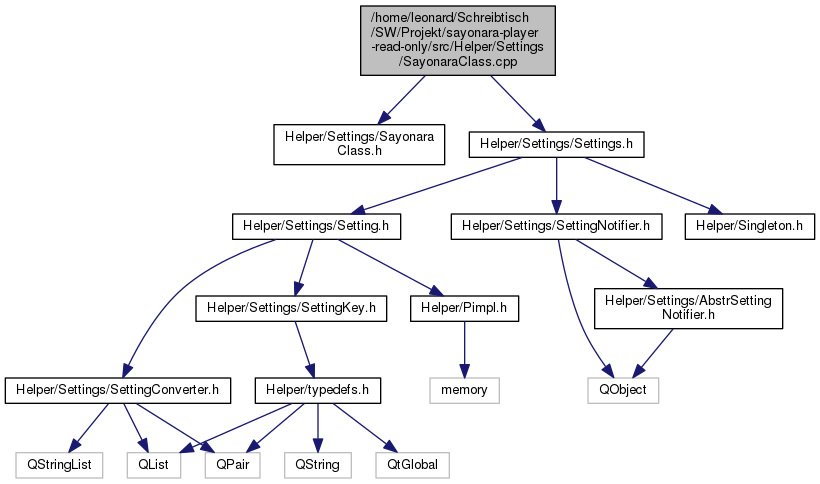 /home/leonard/Schreibtisch
/SW/Projekt/sayonara-player
-read-only/src/Helper/Settings
/SayonaraClass.cpp
Helper/Settings/Sayonara
Class.h
Helper/Settings/Settings.h
Helper/Settings/Setting.h
Helper/Settings/SettingNotifier.h
Helper/Singleton.h
Helper/Settings/SettingKey.h
Helper/Pimpl.h
Helper/Settings/AbstrSetting
Notifier.h
Helper/Settings/SettingConverter.h
Helper/typedefs.h
memory
QObject
QStringList
QList
QPair
QString
QtGlobal